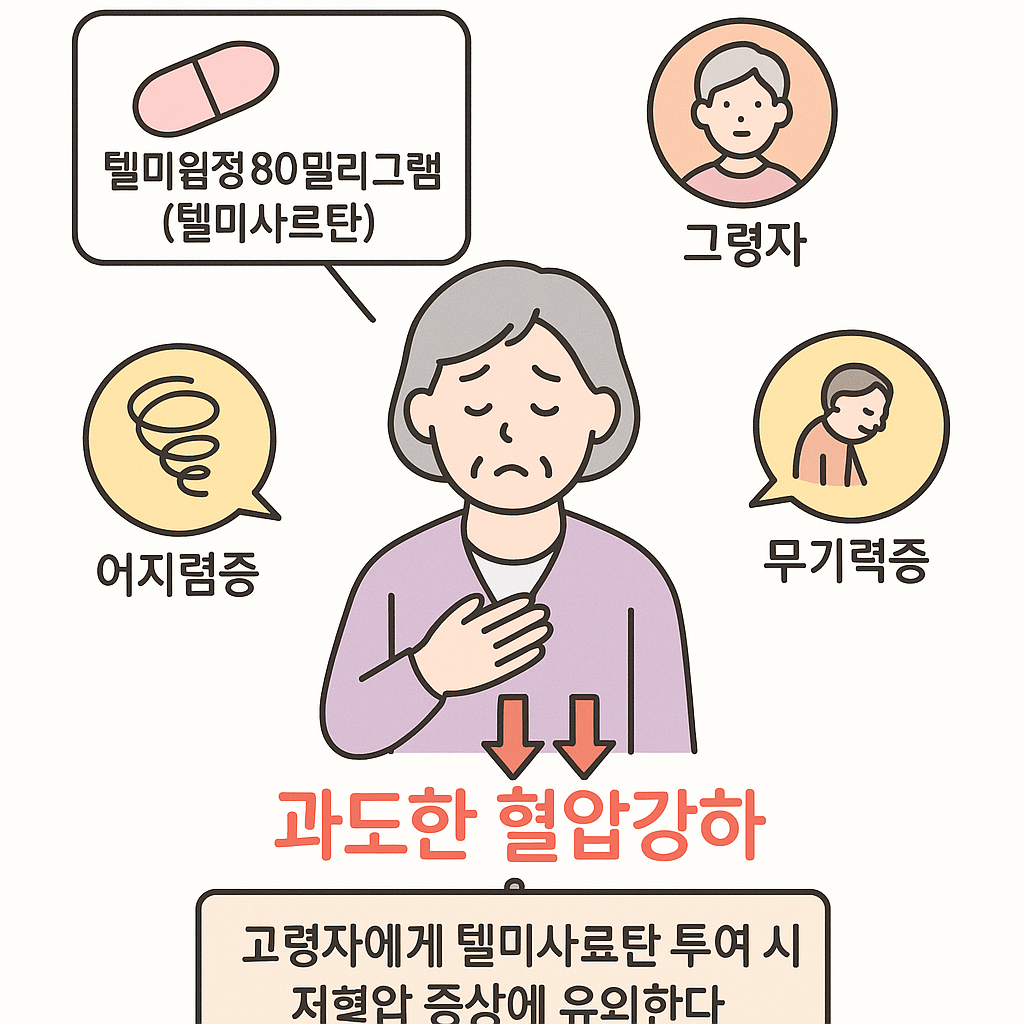 텔미윔정80밀리그램
(텔미사르탄)
그령자
어지렴증
무기력증
과도한 혈압강하
고령자에게 텔미사료탄 투여 시
저혈압 증상에 유의한다